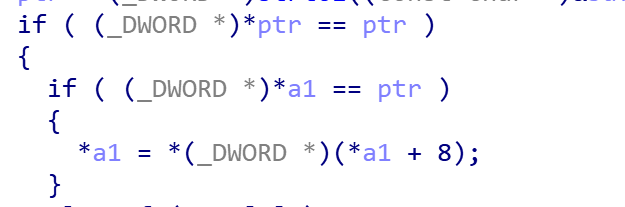 if ( (_DWORD *)*ptr == ptr )
{
if ( (_DWORD *)*a1 == ptr )
{
*a1 = *(_DWORD *)(*a1 + 8);
}